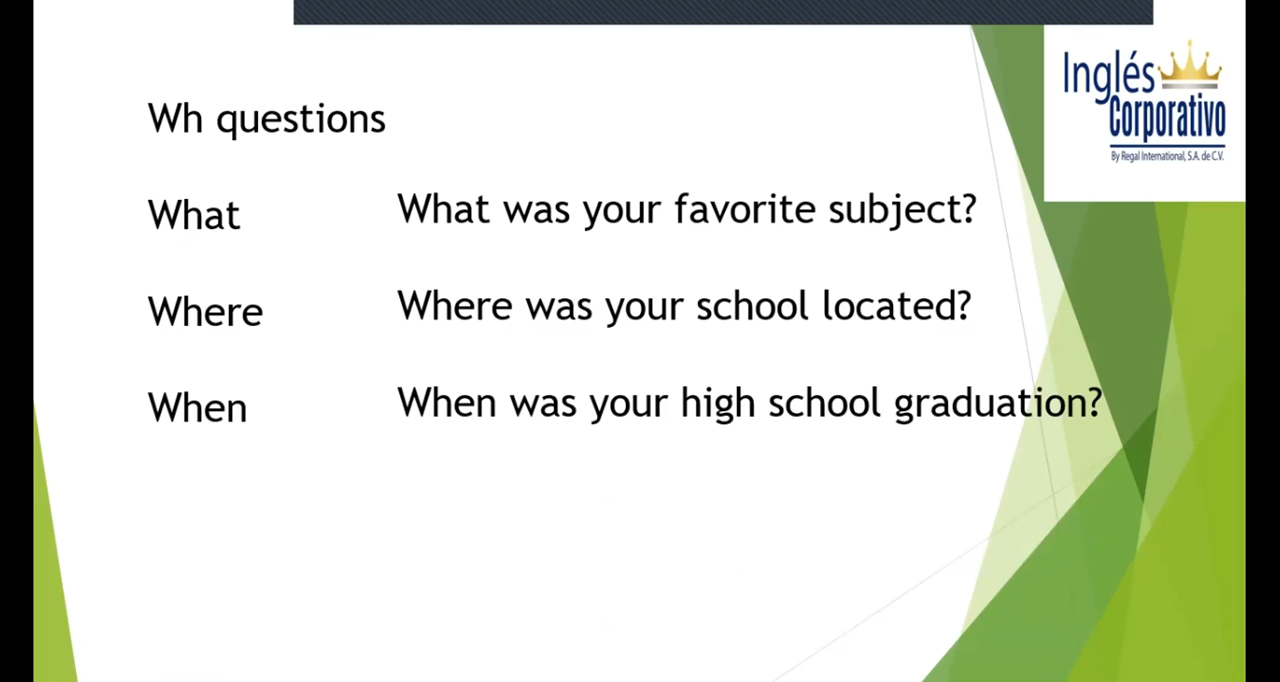 Inglés
Corporativo
By Regal International, S.A. de C.V.
Wh questions
What What was your favorite subject?
Where Where was your school located?
When When was your high school graduation?